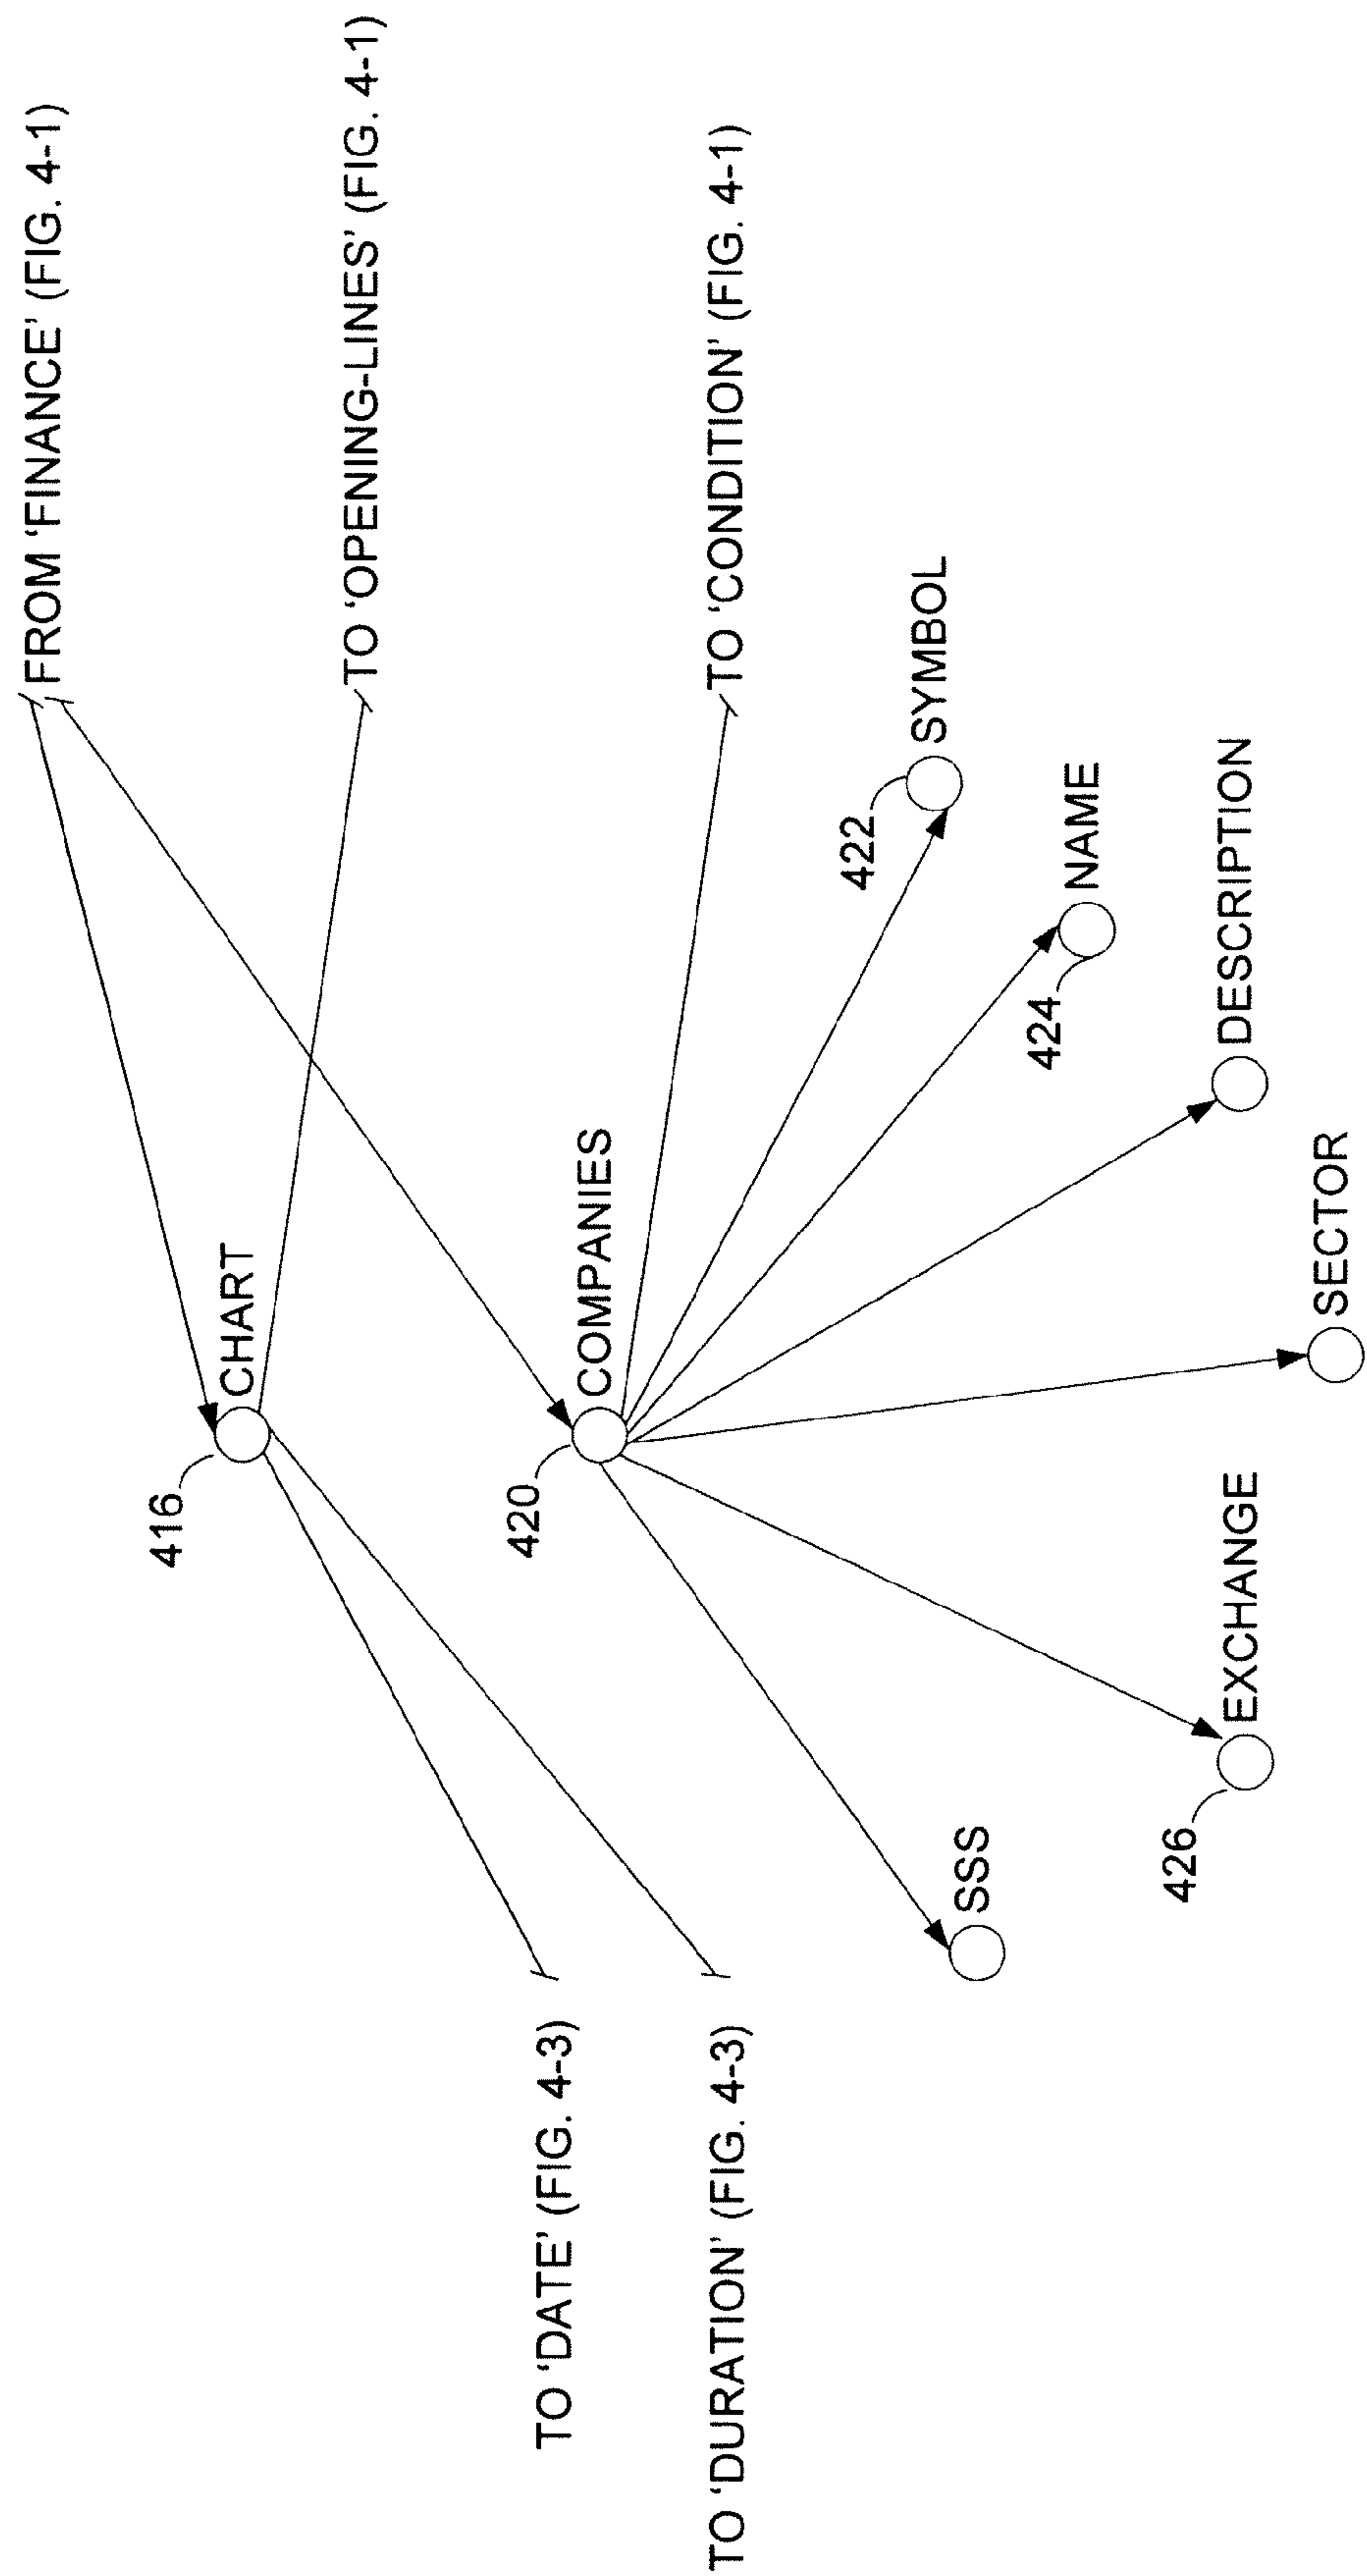 FROM 'FINANCE' (FIG. 4-1)
TO 'OPENING-LINES' (FIG. 4-1)
416
CHART
420
COMPANIES
TO 'CONDITION' (FIG. 4-1)
TO 'DATE' (FIG. 4-3)
TO 'DURATION' (FIG. 4-3)
SSS
426
EXCHANGE
SECTOR
DESCRIPTION
424
NAME
422
SYMBOL